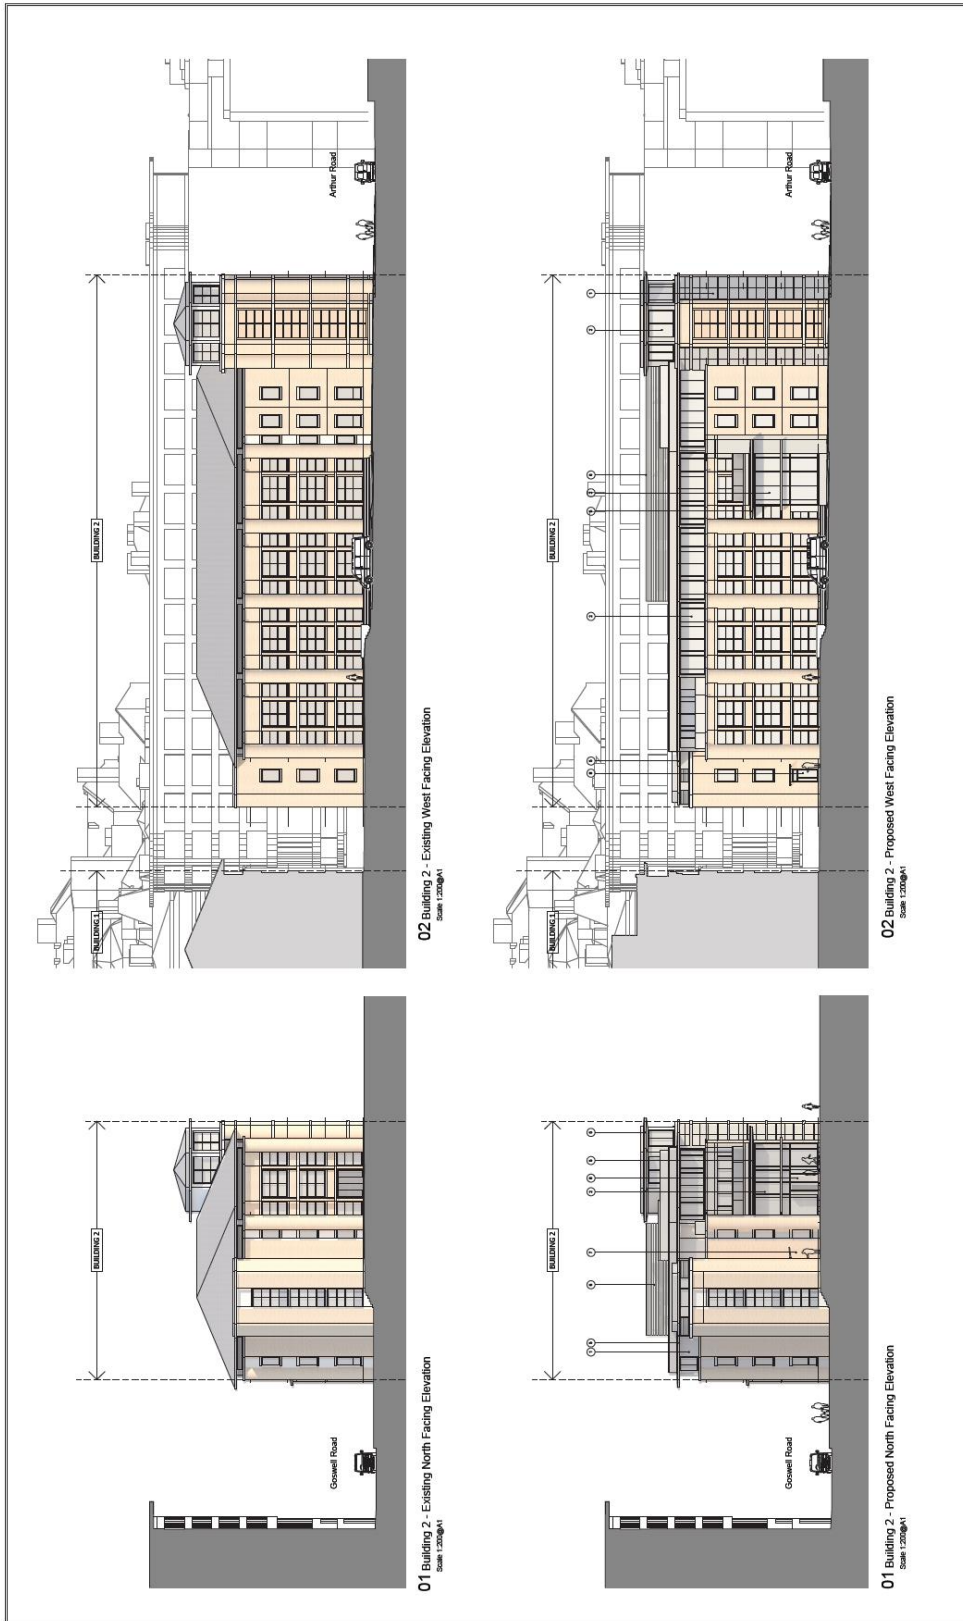 BUILDING 2
Goswell Road
01 Building 2 - Existing North Facing Elevation
Scale 1:200@A1
BUILDING 1
BUILDING 2
Arthur Road
02 Building 2 - Existing West Facing Elevation
Scale 1:200@A1
BUILDING 2
Goswell Road
01 Building 2 - Proposed North Facing Elevation
Scale 1:200@A1
BUILDING 1
BUILDING 2
Arthur Road
02 Building 2 - Proposed West Facing Elevation
Scale 1:200@A1